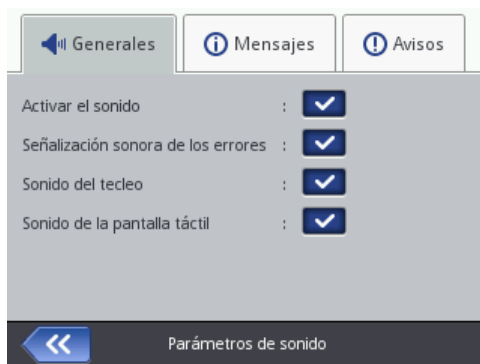 Generales Mensajes Avisos
Activar el sonido :
Señalización sonora de los errores :
Sonido del tecleo :
Sonido de la pantalla táctil :
Parámetros de sonido